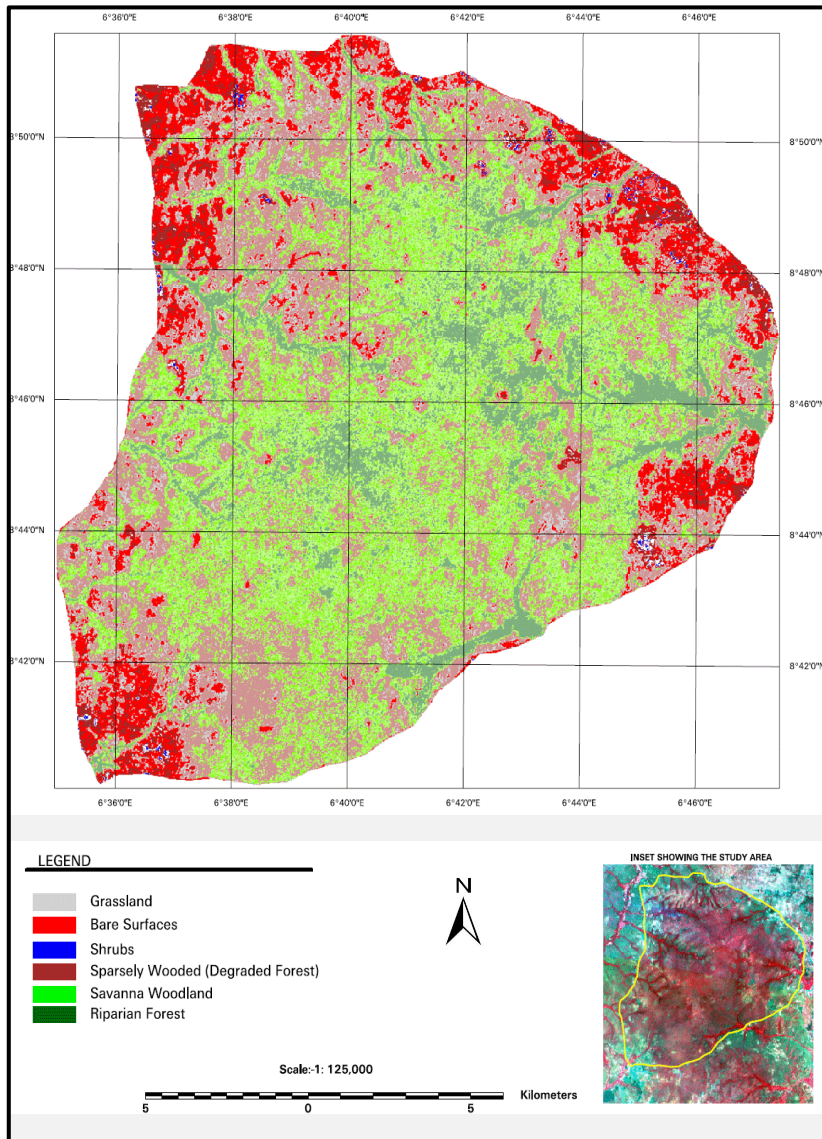 6°36'0"E 6°38'0"E 6°40'0"E 6°42'0"E 6°44'0"E 6°46'0"E
8°50'0"N 8°50'0"N
8°48'0"N 8°48'0"N
8°46'0"N 8°46'0"N
8°44'0"N 8°44'0"N
8°42'0"N 8°42'0"N
6°36'0"E 6°38'0"E 6°40'0"E 6°42'0"E 6°44'0"E 6°46'0"E
LEGEND
Grassland
Bare Surfaces
Shrubs
Sparsely Wooded (Degraded Forest)
Savanna Woodland
Riparian Forest
N
INSET SHOWING THE STUDY AREA
Scale:-1: 125,000
Kilometers
5 0 5